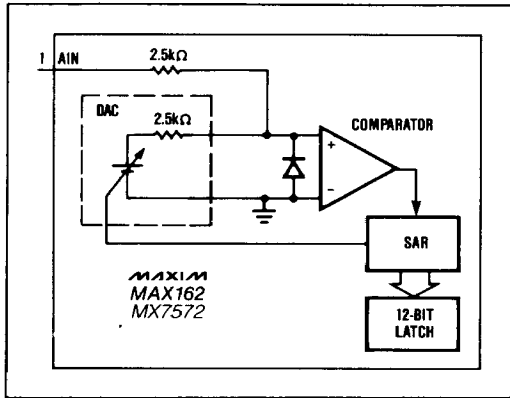 1 AIN
2.5kΩ
DAC
2.5kΩ
COMPARATOR
+
−
SAR
MAXIM
MAX162
MX7572
12-BIT
LATCH